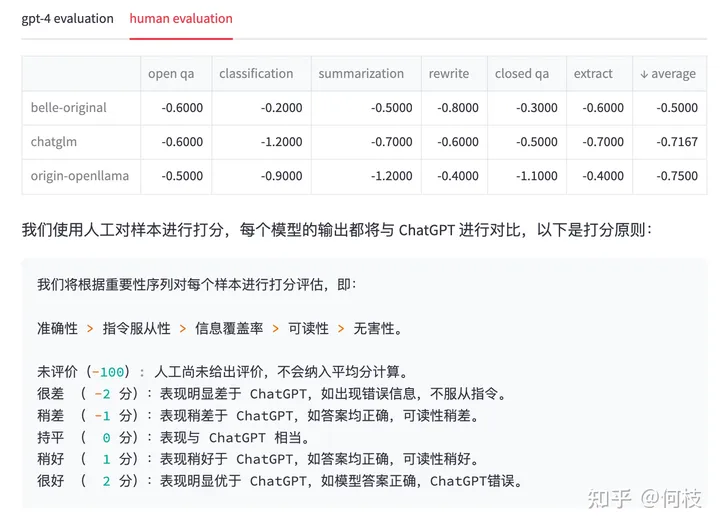 gpt-4 evaluation human evaluation
open qa classification summarization rewrite closed qa extract ↓ average
belle-original -0.6000 -0.2000 -0.5000 -0.8000 -0.3000 -0.6000 -0.5000
chatglm -0.6000 -1.2000 -0.7000 -0.6000 -0.5000 -0.7000 -0.7167
origin-openllama -0.5000 -0.9000 -1.2000 -0.4000 -1.1000 -0.4000 -0.7500
我们使用人工对样本进行打分，每个模型的输出都将与 ChatGPT 进行对比，以下是打分原则：
我们将根据重要性序列对每个样本进行打分评估，即：
准确性 > 指令服从性 > 信息覆盖率 > 可读性 > 无害性。
未评价（-100）: 人工尚未给出评价，不会纳入平均分计算。
很差 （ -2 分）：表现明显差于 ChatGPT，如出现错误信息，不服从指令。
稍差 （ -1 分）：表现稍差于 ChatGPT，如答案均正确，可读性稍差。
持平 （ 0 分）：表现与 ChatGPT 相当。
稍好 （ 1 分）：表现稍好于 ChatGPT，如答案均正确，可读性稍好。
很好 （ 2 分）：表现明显优于 ChatGPT，如模型答案正确，ChatGPT错误。
知乎 @何枝